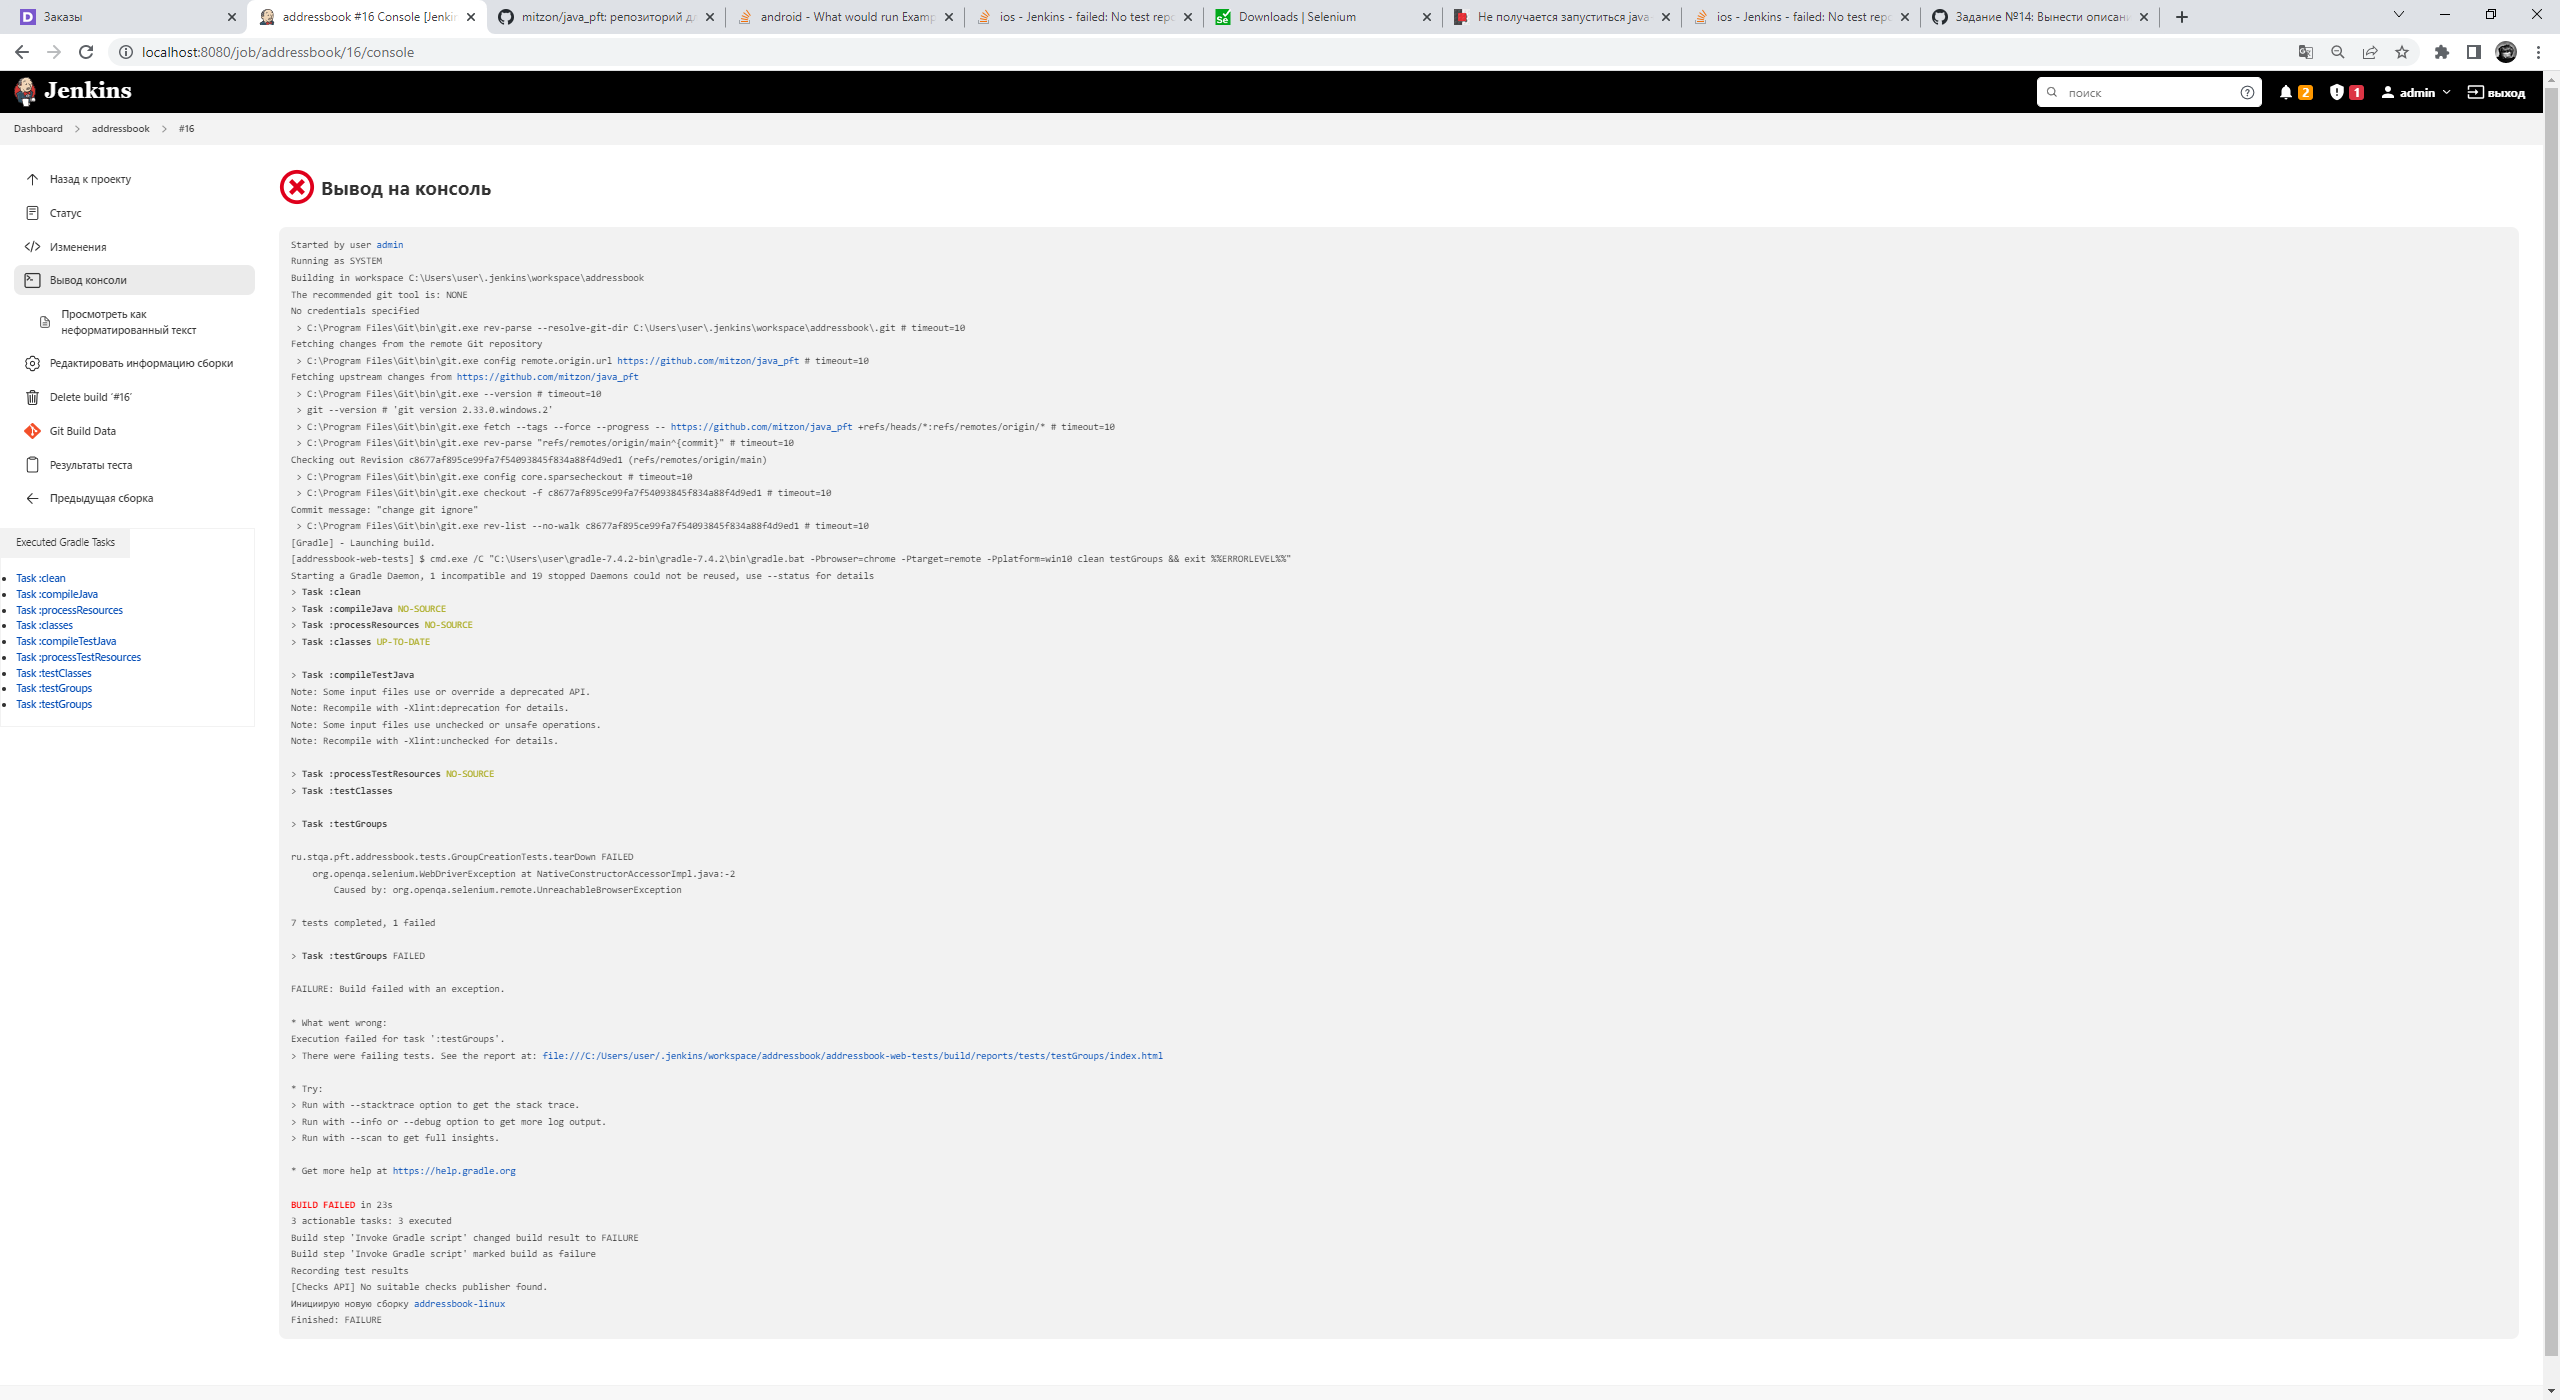 Заказы
addressbook #16 Console [Jenkin
mitzon/java_pft: репозиторий дл
android - What would run Examp
ios - Jenkins - failed: No test repo
Downloads | Selenium
Не получается запуститься java-
ios - Jenkins - failed: No test repo
Задание №14: Вынести описани
localhost:8080/job/addressbook/16/console
Jenkins
поиск
2
1
admin
выход
Dashboard
addressbook
#16
Назад к проекту
Статус
Изменения
Вывод консоли
Просмотреть как
неформатированный текст
Редактировать информацию сборки
Delete build ‘#16’
Git Build Data
Результаты теста
Предыдущая сборка
Executed Gradle Tasks
Task :clean
Task :compileJava
Task :processResources
Task :classes
Task :compileTestJava
Task :processTestResources
Task :testClasses
Task :testGroups
Task :testGroups
Вывод на консоль
Started by user admin
Running as SYSTEM
Building in workspace C:\Users\user\.jenkins\workspace\addressbook
The recommended git tool is: NONE
No credentials specified
> C:\Program Files\Git\bin\git.exe rev-parse --resolve-git-dir C:\Users\user\.jenkins\workspace\addressbook\.git # timeout=10
Fetching changes from the remote Git repository
> C:\Program Files\Git\bin\git.exe config remote.origin.url https://github.com/mitzon/java_pft # timeout=10
Fetching upstream changes from https://github.com/mitzon/java_pft
> C:\Program Files\Git\bin\git.exe --version # timeout=10
> git --version # 'git version 2.33.0.windows.2'
> C:\Program Files\Git\bin\git.exe fetch --tags --force --progress -- https://github.com/mitzon/java_pft +refs/heads/*:refs/remotes/origin/* # timeout=10
> C:\Program Files\Git\bin\git.exe rev-parse "refs/remotes/origin/main^{commit}" # timeout=10
Checking out Revision c8677af895ce99fa7f54093845f834a88f4d9ed1 (refs/remotes/origin/main)
> C:\Program Files\Git\bin\git.exe config core.sparsecheckout # timeout=10
> C:\Program Files\Git\bin\git.exe checkout -f c8677af895ce99fa7f54093845f834a88f4d9ed1 # timeout=10
Commit message: "change git ignore"
> C:\Program Files\Git\bin\git.exe rev-list --no-walk c8677af895ce99fa7f54093845f834a88f4d9ed1 # timeout=10
[Gradle] - Launching build.
[addressbook-web-tests] $ cmd.exe /C "C:\Users\user\gradle-7.4.2-bin\gradle-7.4.2\bin\gradle.bat -Pbrowser=chrome -Ptarget=remote -Pplatform=win10 clean testGroups && exit %%ERRORLEVEL%%"
Starting a Gradle Daemon, 1 incompatible and 19 stopped Daemons could not be reused, use --status for details
> Task :clean
> Task :compileJava NO-SOURCE
> Task :processResources NO-SOURCE
> Task :classes UP-TO-DATE
> Task :compileTestJava
Note: Some input files use or override a deprecated API.
Note: Recompile with -Xlint:deprecation for details.
Note: Some input files use unchecked or unsafe operations.
Note: Recompile with -Xlint:unchecked for details.
> Task :processTestResources NO-SOURCE
> Task :testClasses
> Task :testGroups
ru.stqa.pft.addressbook.tests.GroupCreationTests.tearDown FAILED
org.openqa.selenium.WebDriverException at NativeConstructorAccessorImpl.java:-2
Caused by: org.openqa.selenium.remote.UnreachableBrowserException
7 tests completed, 1 failed
> Task :testGroups FAILED
FAILURE: Build failed with an exception.
* What went wrong:
Execution failed for task ':testGroups'.
> There were failing tests. See the report at: file:///C:/Users/user/.jenkins/workspace/addressbook/addressbook-web-tests/build/reports/tests/testGroups/index.html
* Try:
> Run with --stacktrace option to get the stack trace.
> Run with --info or --debug option to get more log output.
> Run with --scan to get full insights.
* Get more help at https://help.gradle.org
BUILD FAILED in 23s
3 actionable tasks: 3 executed
Build step 'Invoke Gradle script' changed build result to FAILURE
Build step 'Invoke Gradle script' marked build as failure
Recording test results
[Checks API] No suitable checks publisher found.
Инициирую новую сборку addressbook-linux
Finished: FAILURE